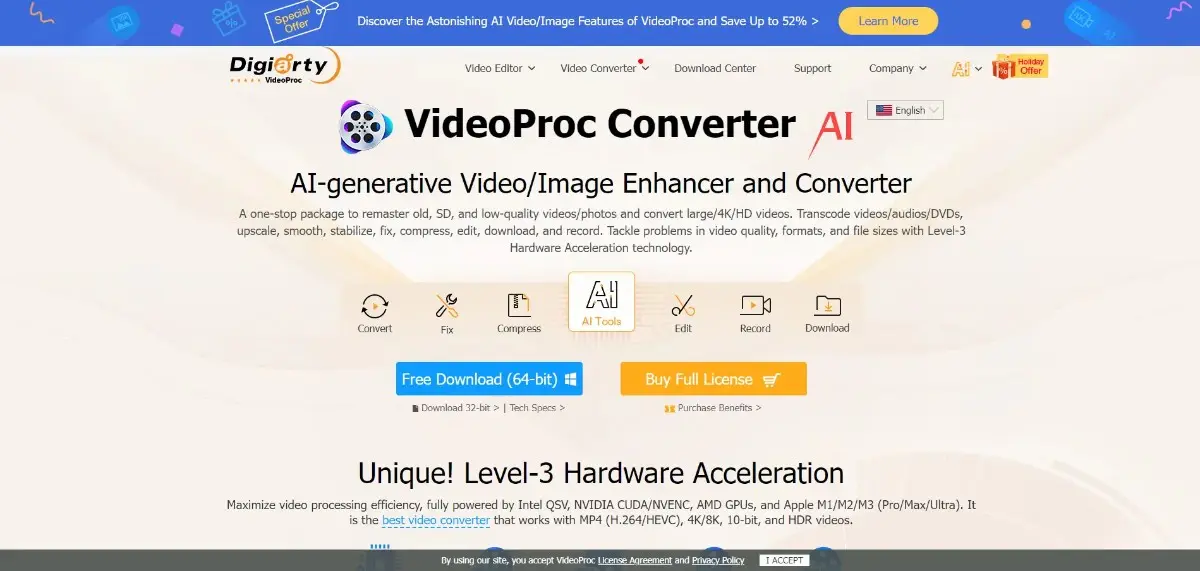 Special
Offer
Discover the Astonishing AI Video/Image Features of VideoProc and Save Up to 52% >
Learn More
Digiarty
VideoProc
Video Editor
Video Converter
Download Center
Support
Company
AI
%
Holiday
Offer
VideoProc Converter AI
English
AI-generative Video/Image Enhancer and Converter
A one-stop package to remaster old, SD, and low-quality videos/photos and convert large/4K/HD videos. Transcode videos/audios/DVDs,
upscale, smooth, stabilize, fix, compress, edit, download, and record. Tackle problems in video quality, formats, and file sizes with Level-3
Hardware Acceleration technology.
AI
Convert
Fix
Compress
AI Tools
Edit
Record
Download
Free Download (64-bit)
Buy Full License
Download 32-bit > | Tech Specs >
Purchase Benefits >
Unique! Level-3 Hardware Acceleration
Maximize video processing efficiency, fully powered by Intel QSV, NVIDIA CUDA/NVENC, AMD GPUs, and Apple M1/M2/M3 (Pro/Max/Ultra). It
is the best video converter that works with MP4 (H.264/HEVC), 4K/8K, 10-bit, and HDR videos.
By using our site, you accept VideoProc License Agreement and Privacy Policy
I ACCEPT